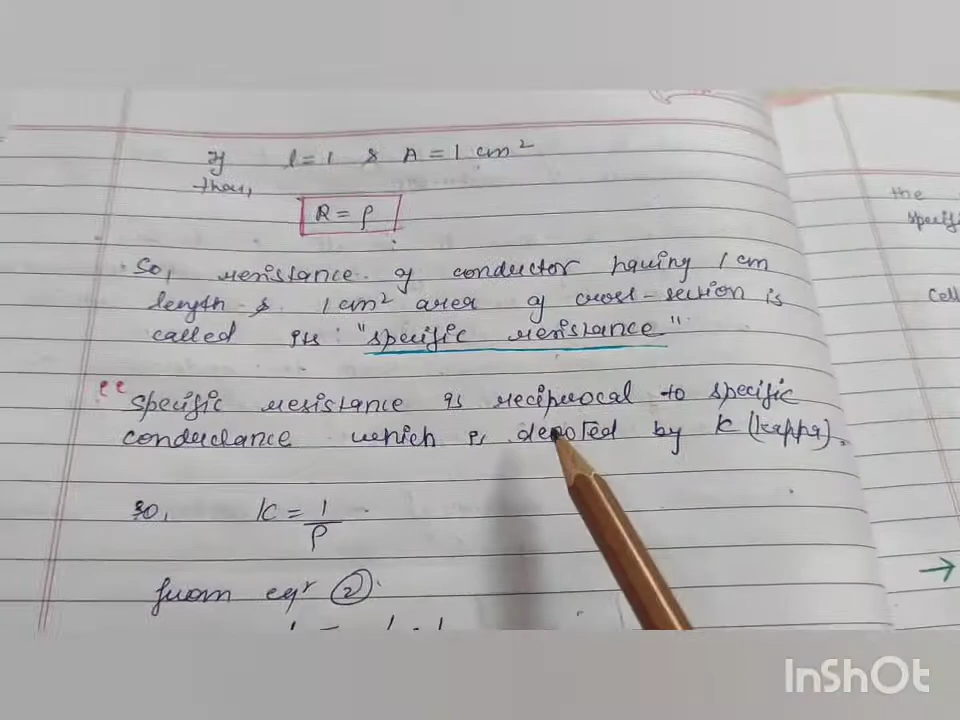 If l = 1 & A = 1 cm²
then,
R = ρ
So, resistance of conductor having 1 cm
length & 1 cm² area of cross-section is
called as "specific resistance".
Specific resistance is reciprocal to specific
conductance which is denoted by K (kappa).
so, K = 1/ρ
from eqⁿ ②
the
specifi
Cell
InShOt